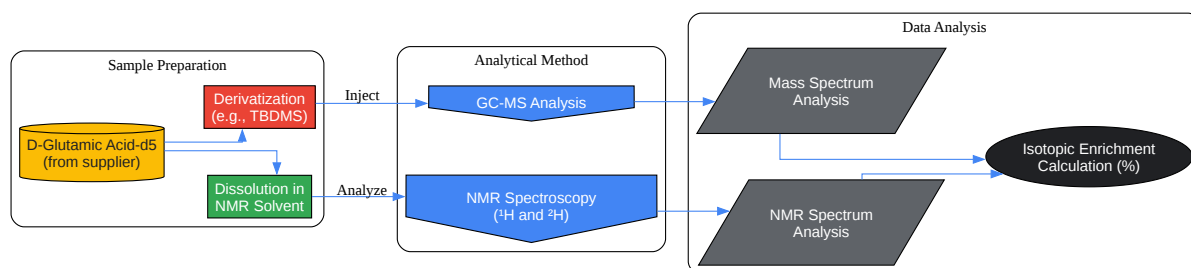 Sample Preparation
D-Glutamic Acid-d5
(from supplier)
Derivatization
(e.g., TBDMS)
Dissolution in
NMR Solvent
Inject
Analyze
Analytical Method
GC-MS Analysis
NMR Spectroscopy
(¹H and ²H)
Data Analysis
Mass Spectrum
Analysis
NMR Spectrum
Analysis
Isotopic Enrichment
Calculation (%)